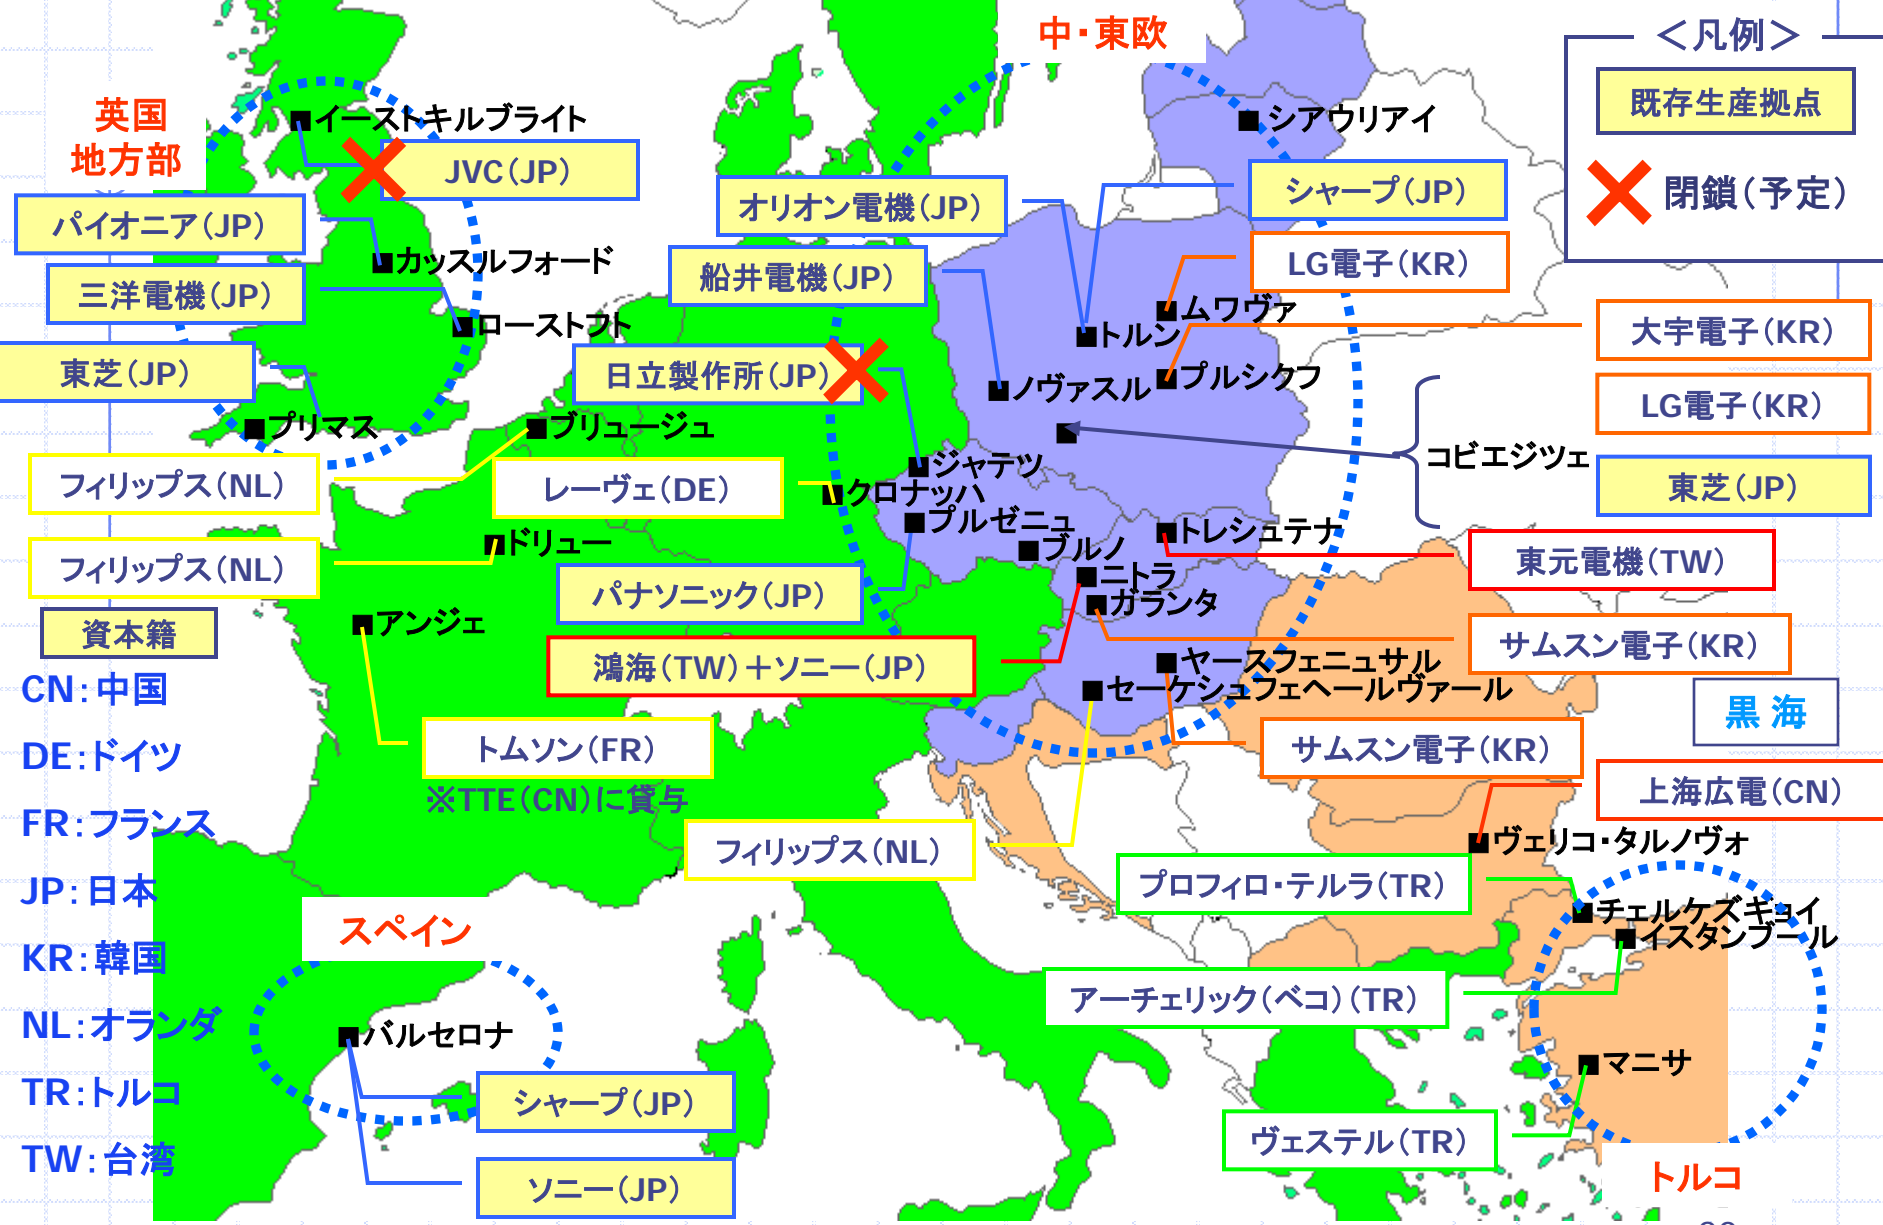 中・東欧
＜凡例＞
既存生産拠点
閉鎖（予定）
英国
地方部
イーストキルブライト
JVC（JP）
パイオニア（JP）
カッスルフォード
三洋電機（JP）
ローストフト
東芝（JP）
プリマス
シアウリアイ
シャープ（JP）
オリオン電機（JP）
LG電子（KR）
船井電機（JP）
ムワヴァ
トルン
大宇電子（KR）
日立製作所（JP）
ノヴァスル
プルシクフ
LG電子（KR）
コビエジツェ
東芝（JP）
フィリップス（NL）
ブリュージュ
レーヴェ（DE）
ジャテツ
クロナッハ
プルゼニュ
ブルノ
トレシュテナ
東元電機（TW）
フィリップス（NL）
ドリュー
パナソニック（JP）
ニトラ
ガランタ
サムスン電子（KR）
資本籍
アンジェ
鴻海（TW）＋ソニー（JP）
ヤースフェニュサル
セーケシュフェヘールヴァール
CN：中国
DE：ドイツ
FR：フランス
JP：日本
KR：韓国
NL：オランダ
TR：トルコ
TW：台湾
トムソン（FR）
※TTE（CN）に貸与
サムスン電子（KR）
黒 海
上海広電（CN）
フィリップス（NL）
ヴェリコ・タルノヴォ
プロフィロ・テルラ（TR）
チェルケズキョイ
イスタンブール
スペイン
アーチェリック（ベコ）（TR）
バルセロナ
マニサ
シャープ（JP）
ヴェステル（TR）
ソニー（JP）
トルコ